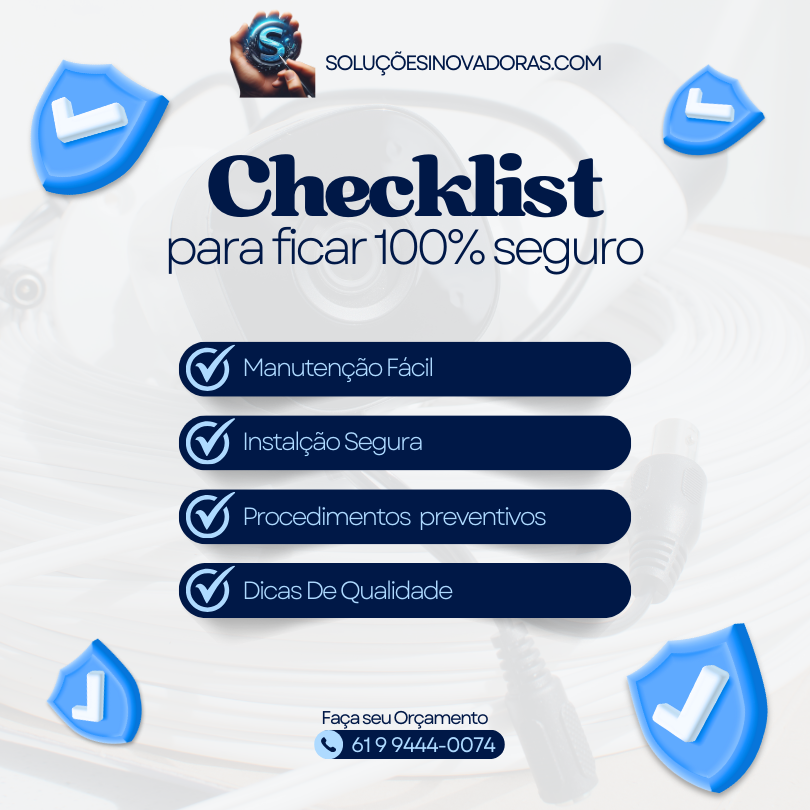 S
SOLUÇÕESINOVADORAS.COM
Checklist
para ficar 100% seguro
Manutenção Fácil
Instalção Segura
Procedimentos preventivos
Dicas De Qualidade
Faça seu Orçamento
61 9 9444-0074